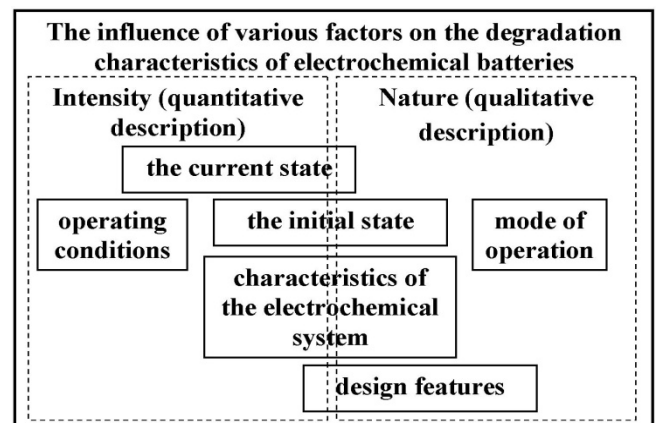 The influence of various factors on the degradation
characteristics of electrochemical batteries
Intensity (quantitative
description)
Nature (qualitative
description)
the current state
operating
conditions
the initial state
mode of
operation
characteristics of
the electrochemical
system
design features